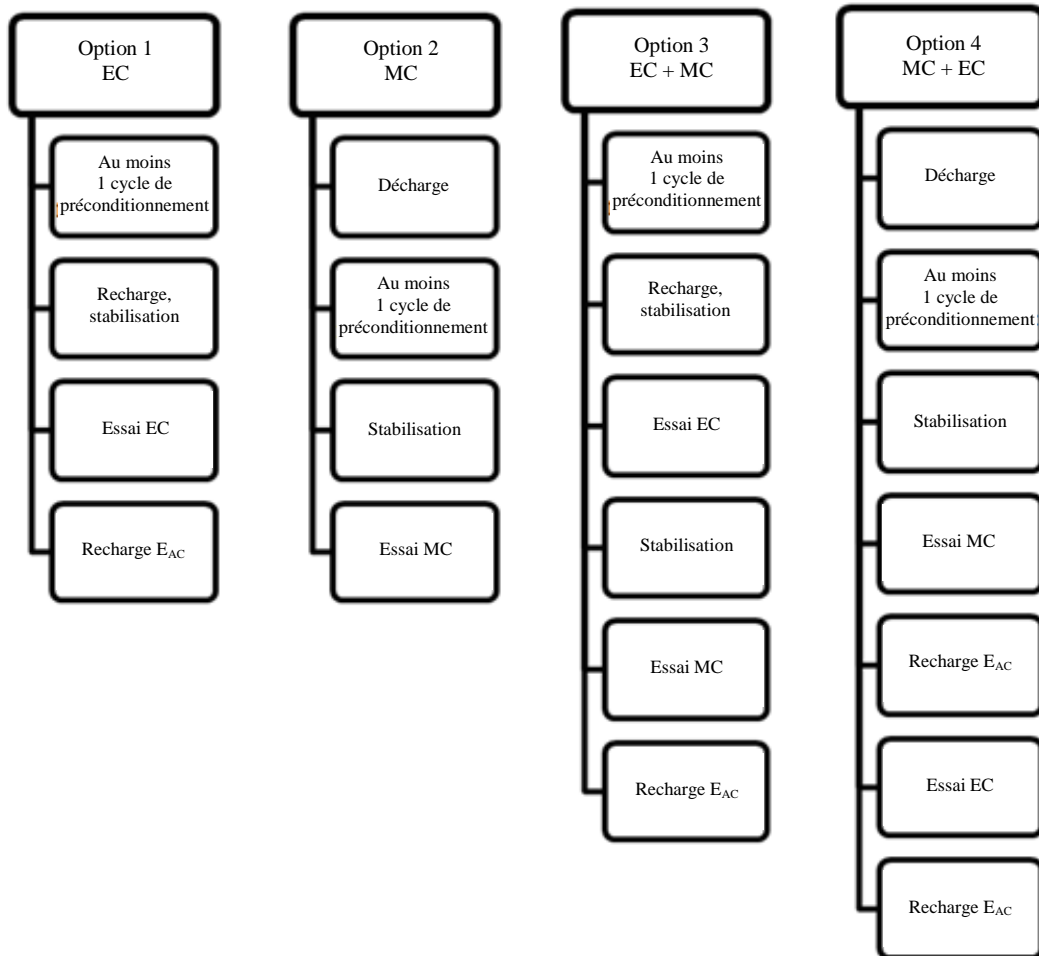 Option 1
EC
Au moins
1 cycle de
préconditionnement
Recharge,
stabilisation
Essai EC
Recharge EAC
Option 2
MC
Décharge
Au moins
1 cycle de
préconditionnement
Stabilisation
Essai MC
Option 3
EC + MC
Au moins
1 cycle de
préconditionnement
Recharge,
stabilisation
Essai EC
Stabilisation
Essai MC
Recharge EAC
Option 4
MC + EC
Décharge
Au moins
1 cycle de
préconditionnement
Stabilisation
Essai MC
Recharge EAC
Essai EC
Recharge EAC